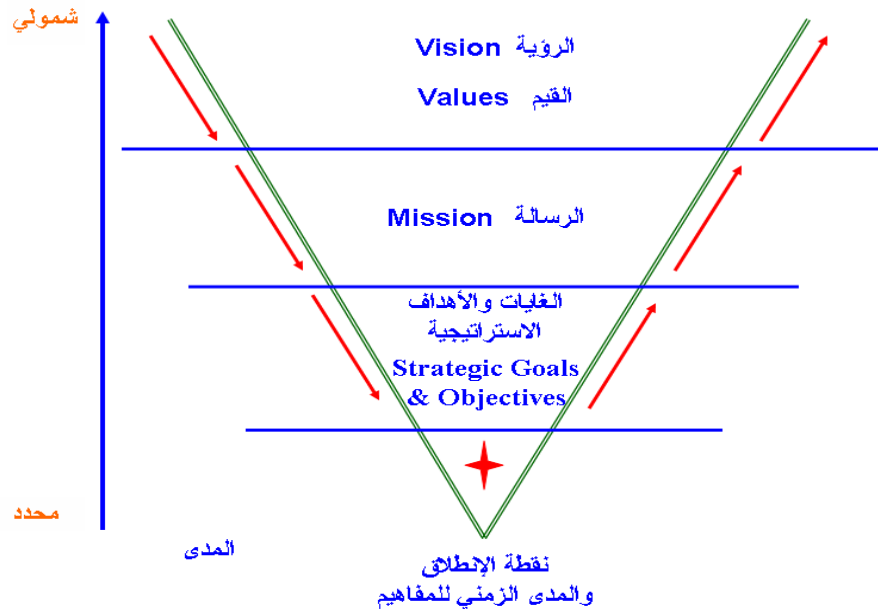 شمولي
الرؤية Vision
القيم Values
الرسالة Mission
الغايات والأهداف
الاستراتيجية
Strategic Goals
& Objectives
محدد
المدى
نقطة الإنطلاق
والمدى الزمني للمفاهيم